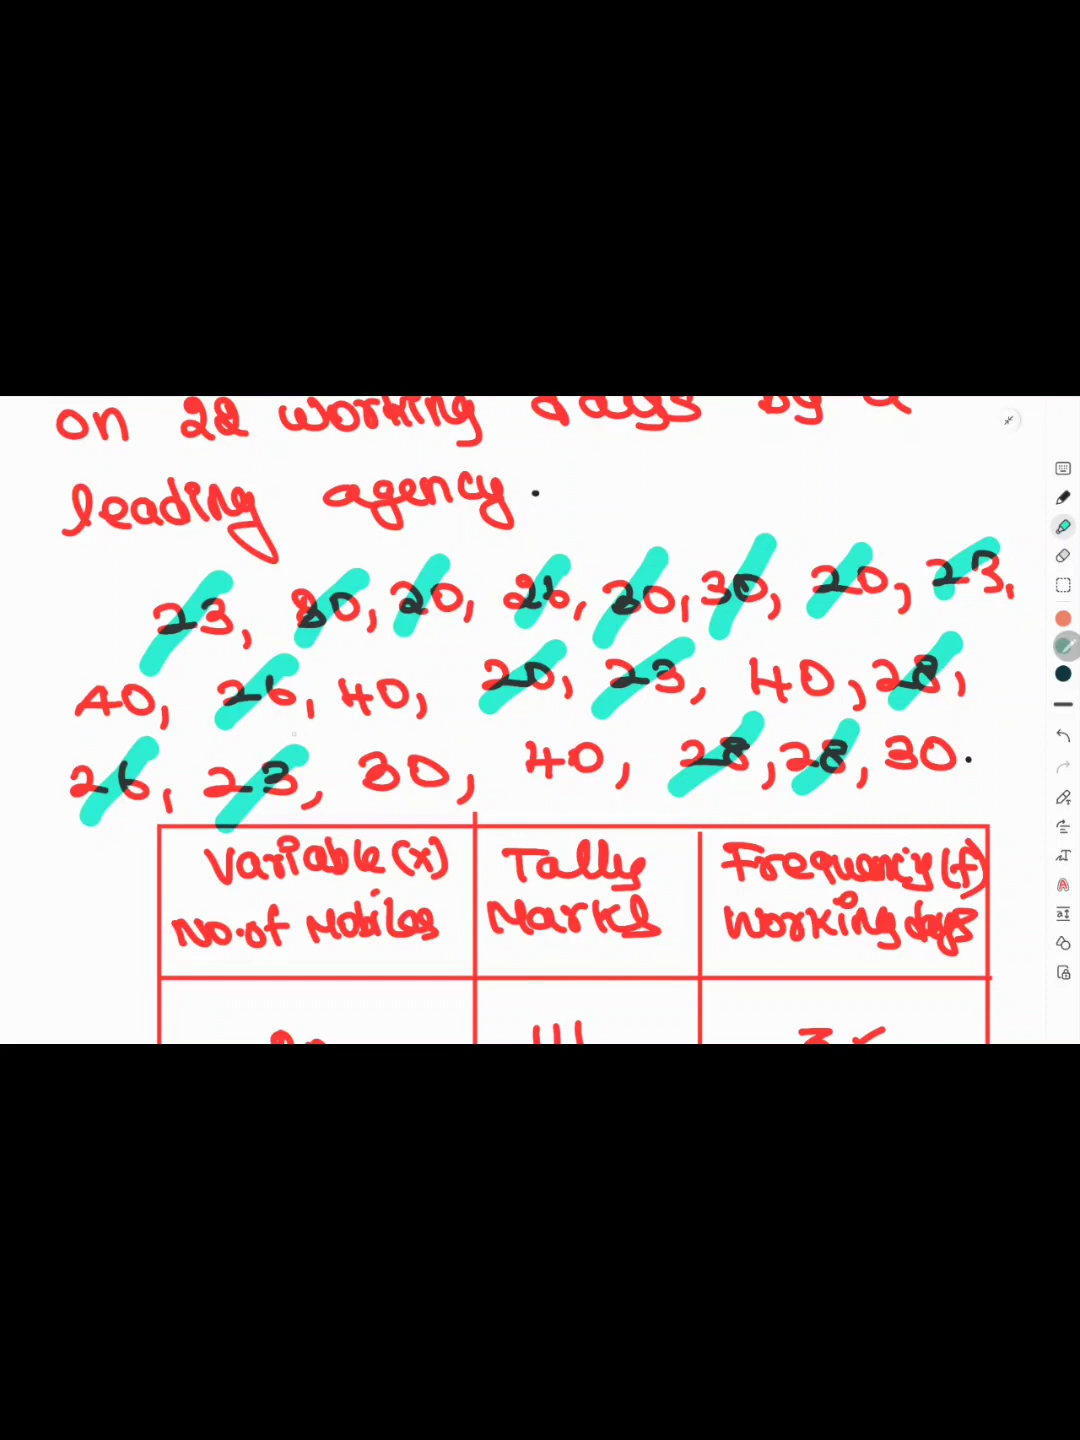 on 22 working days by a
leading agency.
23, 30, 20, 26, 30, 30, 20, 23,
40, 26, 40, 20, 23, 40, 28,
26, 23, 30, 40, 28, 28, 30.
Variable(x) Tally Frequency(f)
No.of Mobiles Marks Working days